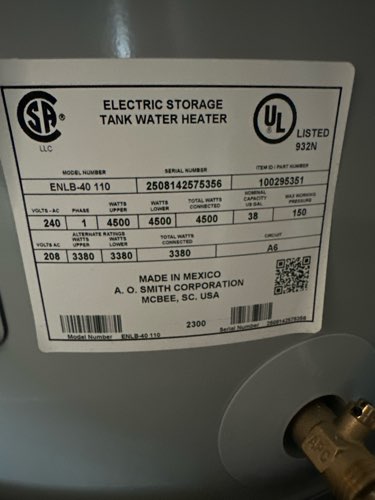 SA®
LLC
ELECTRIC STORAGE
TANK WATER HEATER
UL®
LISTED
932N
MODEL NUMBER SERIAL NUMBER ITEM ID / PART NUMBER
ENLB-40 110 2508142575356 100295351
VOLTS - AC PHASE WATTS UPPER WATTS LOWER TOTAL WATTS CONNECTED NOMINAL CAPACITY US GAL MAX WORKING PRESSURE
240 1 4500 4500 4500 38 150
VOLTS AC ALTERNATE RATINGS WATTS UPPER WATTS LOWER TOTAL WATTS CONNECTED CIRCUIT
208 3380 3380 3380 A6
MADE IN MEXICO
A. O. SMITH CORPORATION
MCBEE, SC. USA
2300
Model Number ENLB-40 110 Serial Number 2508142575356
APC